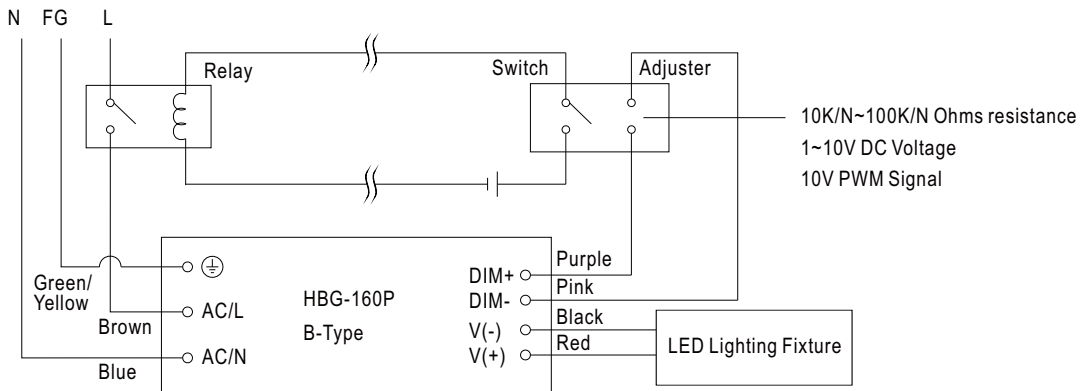 N FG L
Relay
Switch
Adjuster
10K/N~100K/N Ohms resistance
1~10V DC Voltage
10V PWM Signal
Green/
Yellow
Brown
Blue
AC/L
AC/N
HBG-160P
B-Type
DIM+
DIM-
V(-)
V(+)
Purple
Pink
Black
Red
LED Lighting Fixture